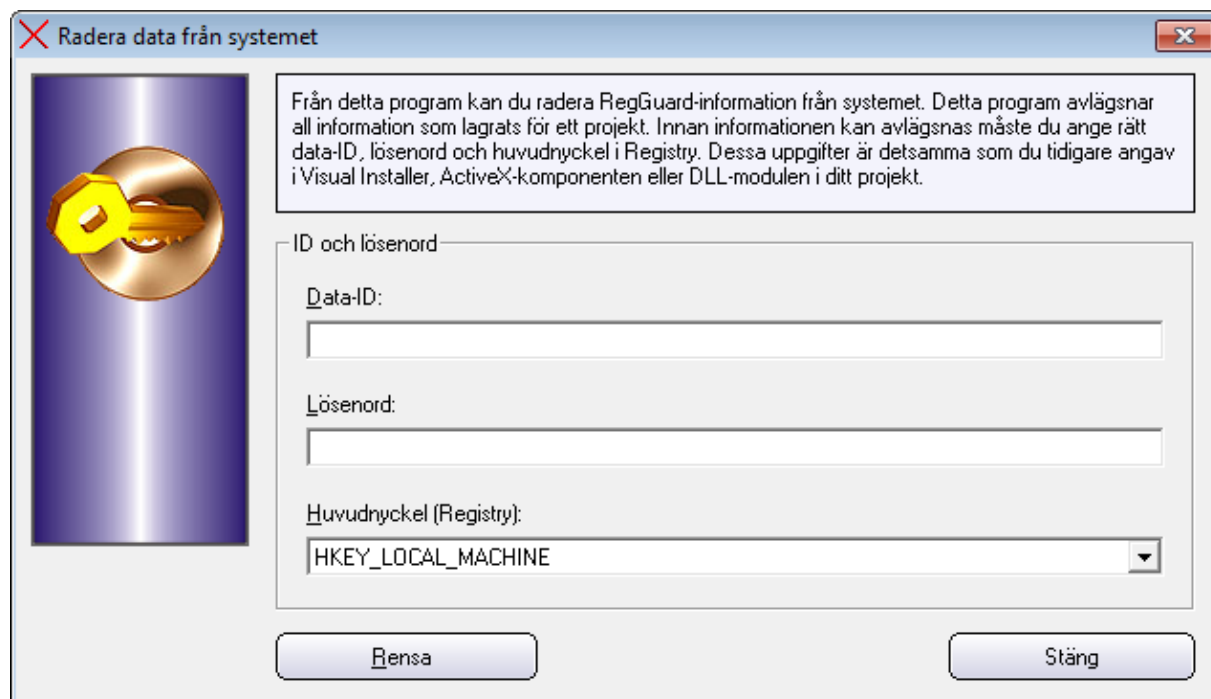 Radera data från systemet
Från detta program kan du radera RegGuard-information från systemet. Detta program avlägsnar
all information som lagrats för ett projekt. Innan informationen kan avlägsnas måste du ange rätt
data-ID, lösenord och huvudnyckel i Registry. Dessa uppgifter är detsamma som du tidigare angav
i Visual Installer, ActiveX-komponenten eller DLL-modulen i ditt projekt.
ID och lösenord
Data-ID:
Lösenord:
Huvudnyckel (Registry):
HKEY_LOCAL_MACHINE
Rensa
Stäng